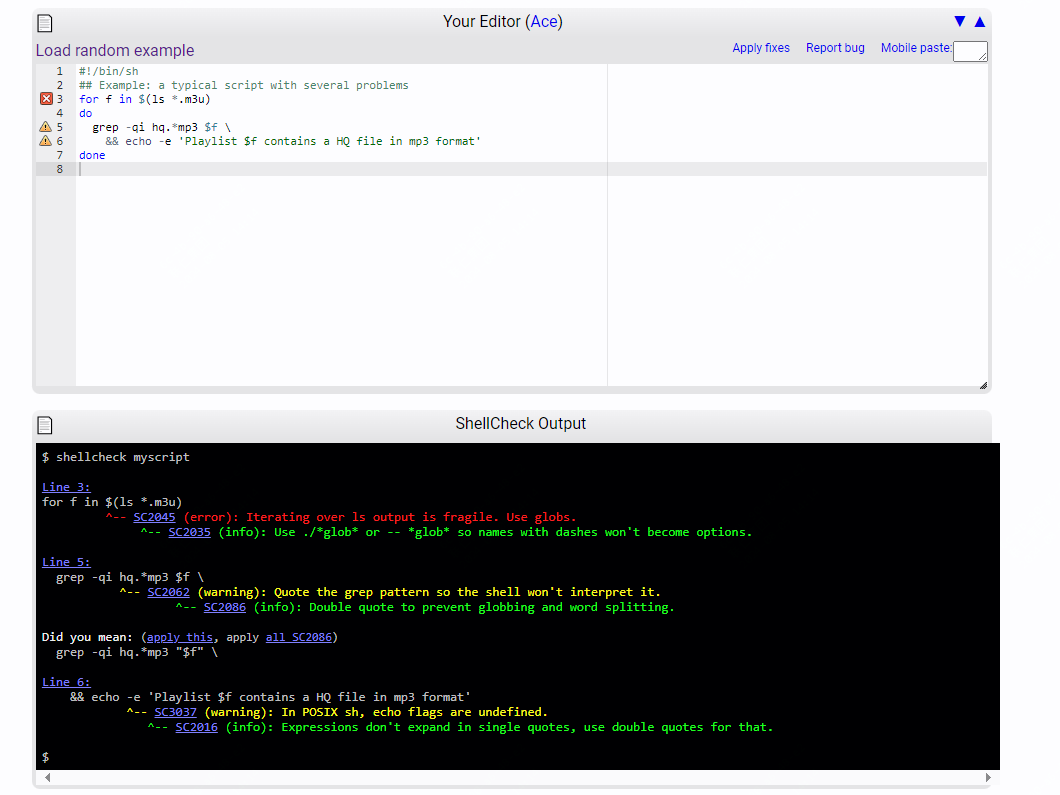 Your Editor (Ace) ▼ ▲
Load random example Apply fixes Report bug Mobile paste:
1 #!/bin/sh
2 ## Example: a typical script with several problems
3 for f in $(ls *.m3u)
4 do
5   grep -qi hq.*mp3 $f \
6     && echo -e 'Playlist $f contains a HQ file in mp3 format'
7 done
8
ShellCheck Output
$ shellcheck myscript
Line 3:
for f in $(ls *.m3u)
^-- SC2045 (error): Iterating over ls output is fragile. Use globs.
^-- SC2035 (info): Use ./*glob* or -- *glob* so names with dashes won't become options.
Line 5:
  grep -qi hq.*mp3 $f \
^-- SC2062 (warning): Quote the grep pattern so the shell won't interpret it.
^-- SC2086 (info): Double quote to prevent globbing and word splitting.
Did you mean: (apply this, apply all SC2086)
  grep -qi hq.*mp3 "$f" \
Line 6:
    && echo -e 'Playlist $f contains a HQ file in mp3 format'
^-- SC3037 (warning): In POSIX sh, echo flags are undefined.
^-- SC2016 (info): Expressions don't expand in single quotes, use double quotes for that.
$